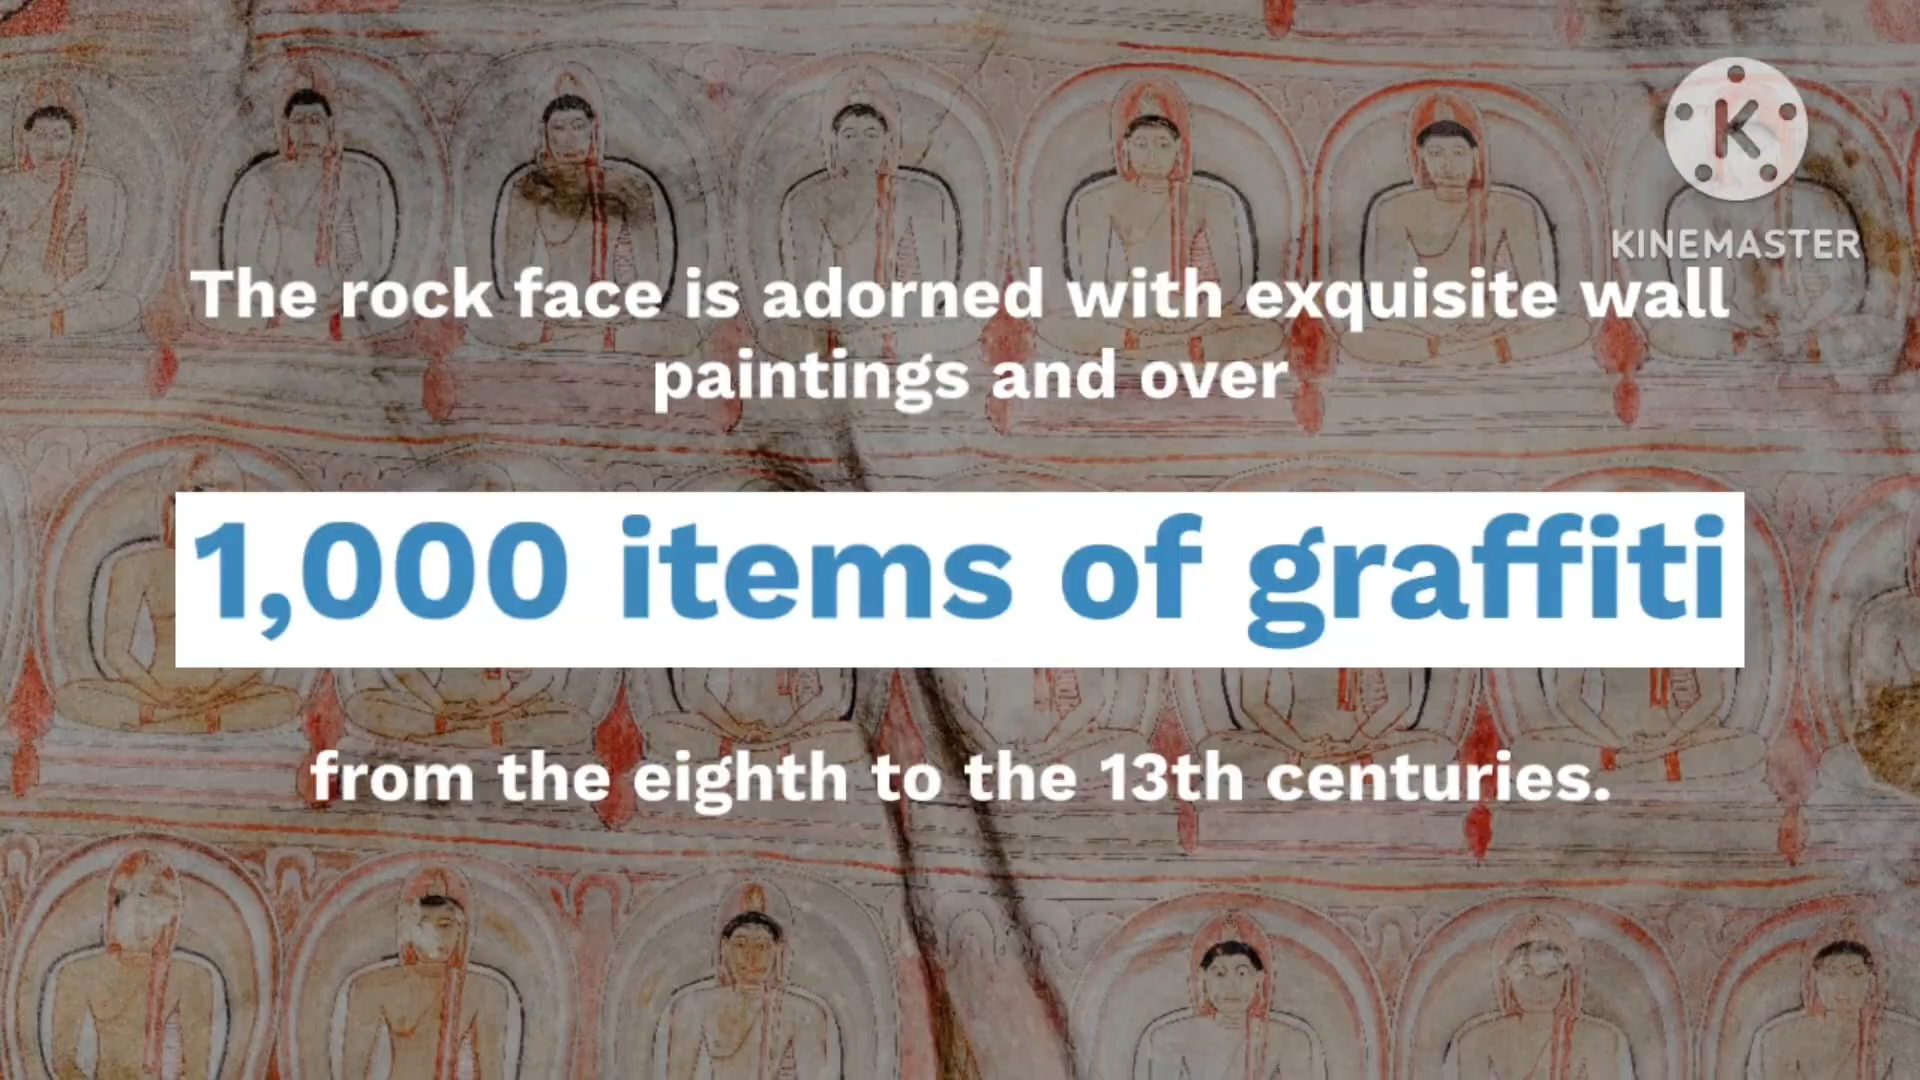 KINEMASTER
The rock face is adorned with exquisite wall
paintings and over
1,000 items of graffiti
from the eighth to the 13th centuries.